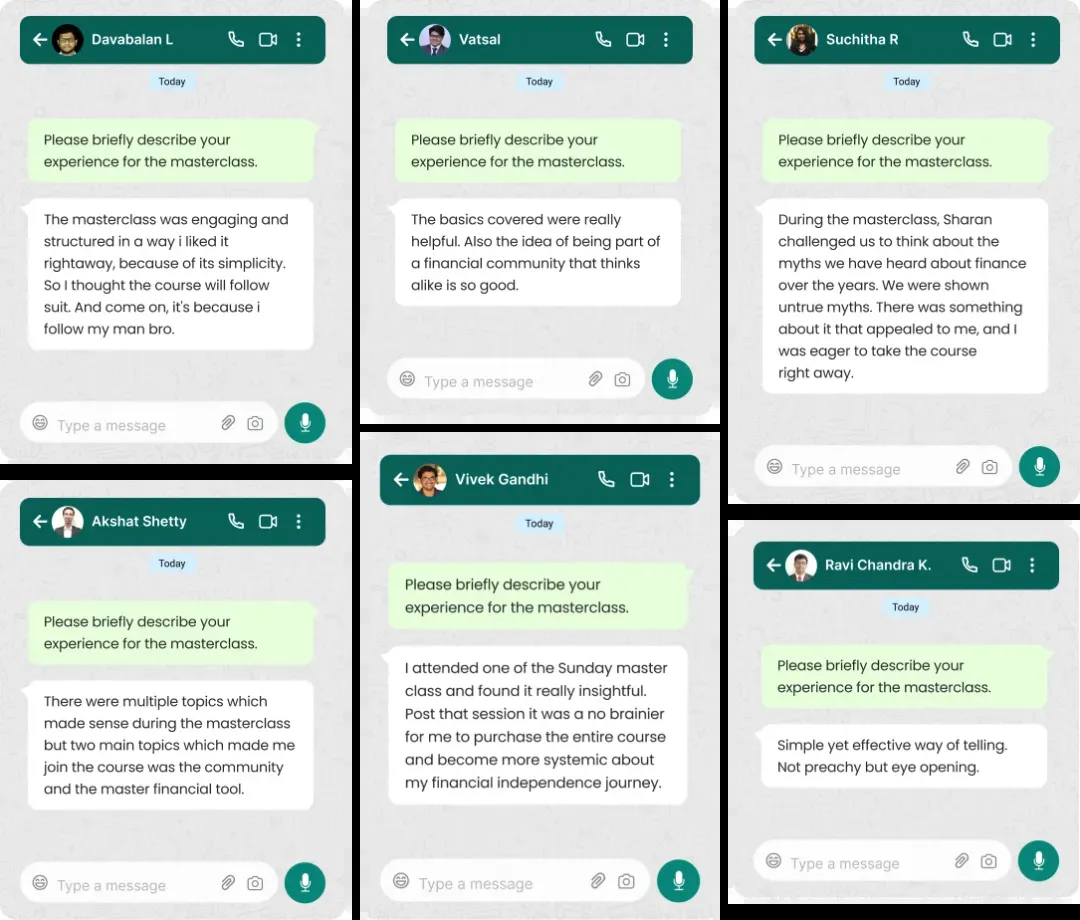 Davabalan L
Today
Please briefly describe your
experience for the masterclass.
The masterclass was engaging and
structured in a way i liked it
rightaway, because of its simplicity.
So I thought the course will follow
suit. And come on, it's because i
follow my man bro.
Type a message
Vatsal
Today
Please briefly describe your
experience for the masterclass.
The basics covered were really
helpful. Also the idea of being part of
a financial community that thinks
alike is so good.
Type a message
Suchitha R
Today
Please briefly describe your
experience for the masterclass.
During the masterclass, Sharan
challenged us to think about the
myths we have heard about finance
over the years. We were shown
untrue myths. There was something
about it that appealed to me, and I
was eager to take the course
right away.
Type a message
Akshat Shetty
Today
Please briefly describe your
experience for the masterclass.
There were multiple topics which
made sense during the masterclass
but two main topics which made me
join the course was the community
and the master financial tool.
Type a message
Vivek Gandhi
Today
Please briefly describe your
experience for the masterclass.
I attended one of the Sunday master
class and found it really insightful.
Post that session it was a no brainier
for me to purchase the entire course
and become more systemic about
my financial independence journey.
Type a message
Ravi Chandra K.
Today
Please briefly describe your
experience for the masterclass.
Simple yet effective way of telling.
Not preachy but eye opening.
Type a message